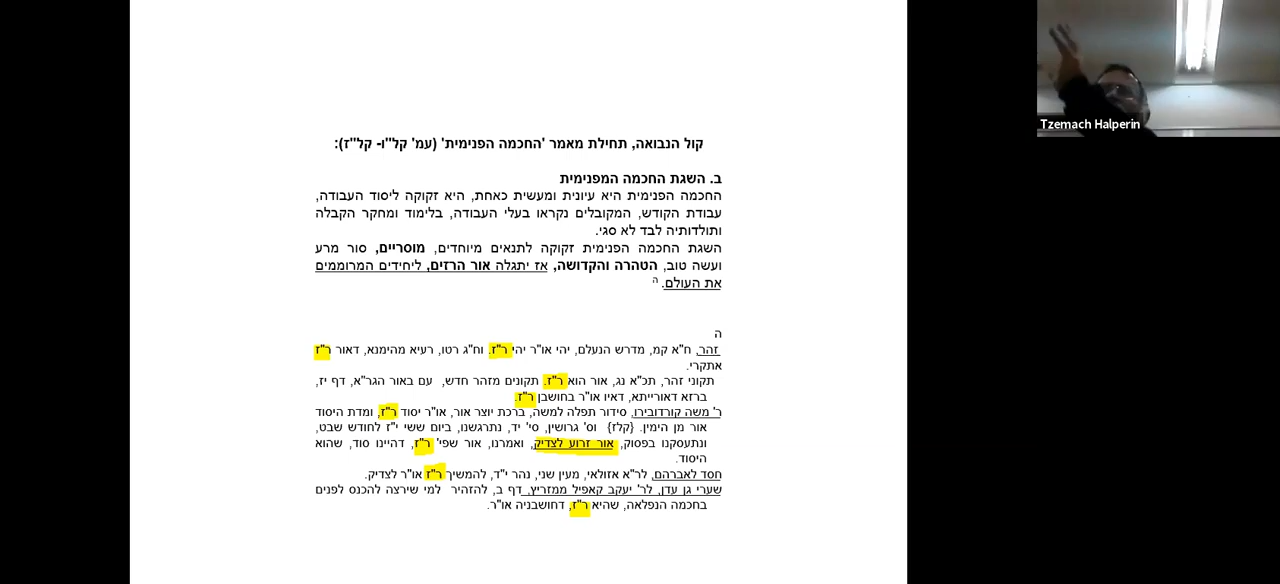 קול הנבואה, תחילת מאמר 'החכמה הפנימית' (עמ' קל"ו- קל"ז):
ב. השגת החכמה המפנימית
החכמה הפנימית היא עיונית ומעשית כאחת, היא זקוקה ליסוד העבודה,
עבודת הקודש, המקובלים נקראו בעלי העבודה, בלימוד ומחקר הקבלה
ותולדותיה לבד לא סגי.
השגת החכמה הפנימית זקוקה לתנאים מיוחדים, מוסריים, סור מרע
ועשה טוב, הטהרה והקדושה, אז יתגלה אור הרזים, ליחידים המרוממים
את העולם. ה
ה
זהר, ח"א קמ, מדרש הנעלם, יהי או"ר יהי ר"ז. וח"ג רטו, רעיא מהימנא, דאור ר"ז
אתקרי.
תקוני זהר, תכ"א נג, אור הוא ר"ז. תקונים מזהר חדש, עם באור הגר"א, דף יז,
ברזא דאורייתא, דאיו או"ר בחושבן ר"ז.
ר' משה קורדובירו, סידור תפלה למשה, ברכת יוצר אור, או"ר יסוד ר"ז, ומדת היסוד
אור מן הימין. {קלז} וס' גרושין, סי' יד, נתרגשנו, ביום ששי י"ז לחודש שבט,
ונתעסקנו בפסוק, אור זרוע לצדיק, ואמרנו, אור שפי' ר"ז, דהיינו סוד, שהוא
היסוד.
חסד לאברהם, לר"א אזולאי, מעין שני, נהר י"ד, להמשיך ר"ז או"ר לצדיק.
שערי גן עדן, לר' יעקב קאפיל ממזריץ, דף ב, להזהיר למי שירצה להכנס לפנים
בחכמה הנפלאה, שהיא ר"ז, דחושבניה או"ר.
Tzemach Halperin